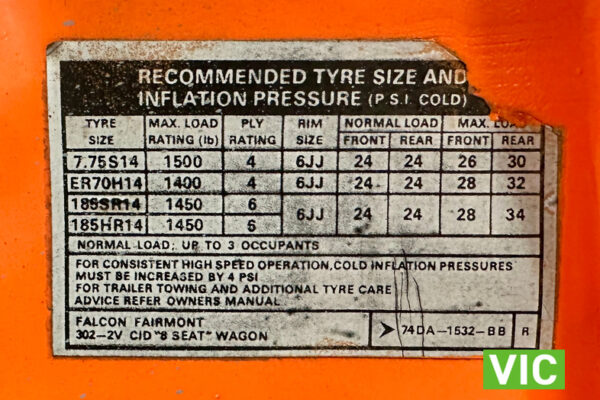 RECOMMENDED TYRE SIZE AND
INFLATION PRESSURE (P.S.I. COLD)
TYRE SIZE MAX. LOAD RATING (lb) PLY RATING RIM SIZE NORMAL LOAD FRONT REAR MAX. FRONT REAR
7.75S14 1500 4 6JJ 24 24 26 30
ER70H14 1400 4 6JJ 24 24 28 32
185SR14 1450 6 6JJ 24 24 28 34
185HR14 1450 6
NORMAL LOAD; UP TO 3 OCCUPANTS
FOR CONSISTENT HIGH SPEED OPERATION,COLD INFLATION PRESSURES
MUST BE INCREAGED BY 4 PSI
FOR TRAILER TOWING AND ADDITIONAL TYRE CARE
ADVICE REFER OWNERS MANUAL
FALCON FAIRMONT
302-2V CID "8 SEAT" WAGON
74DA-1532-BB R
VIC